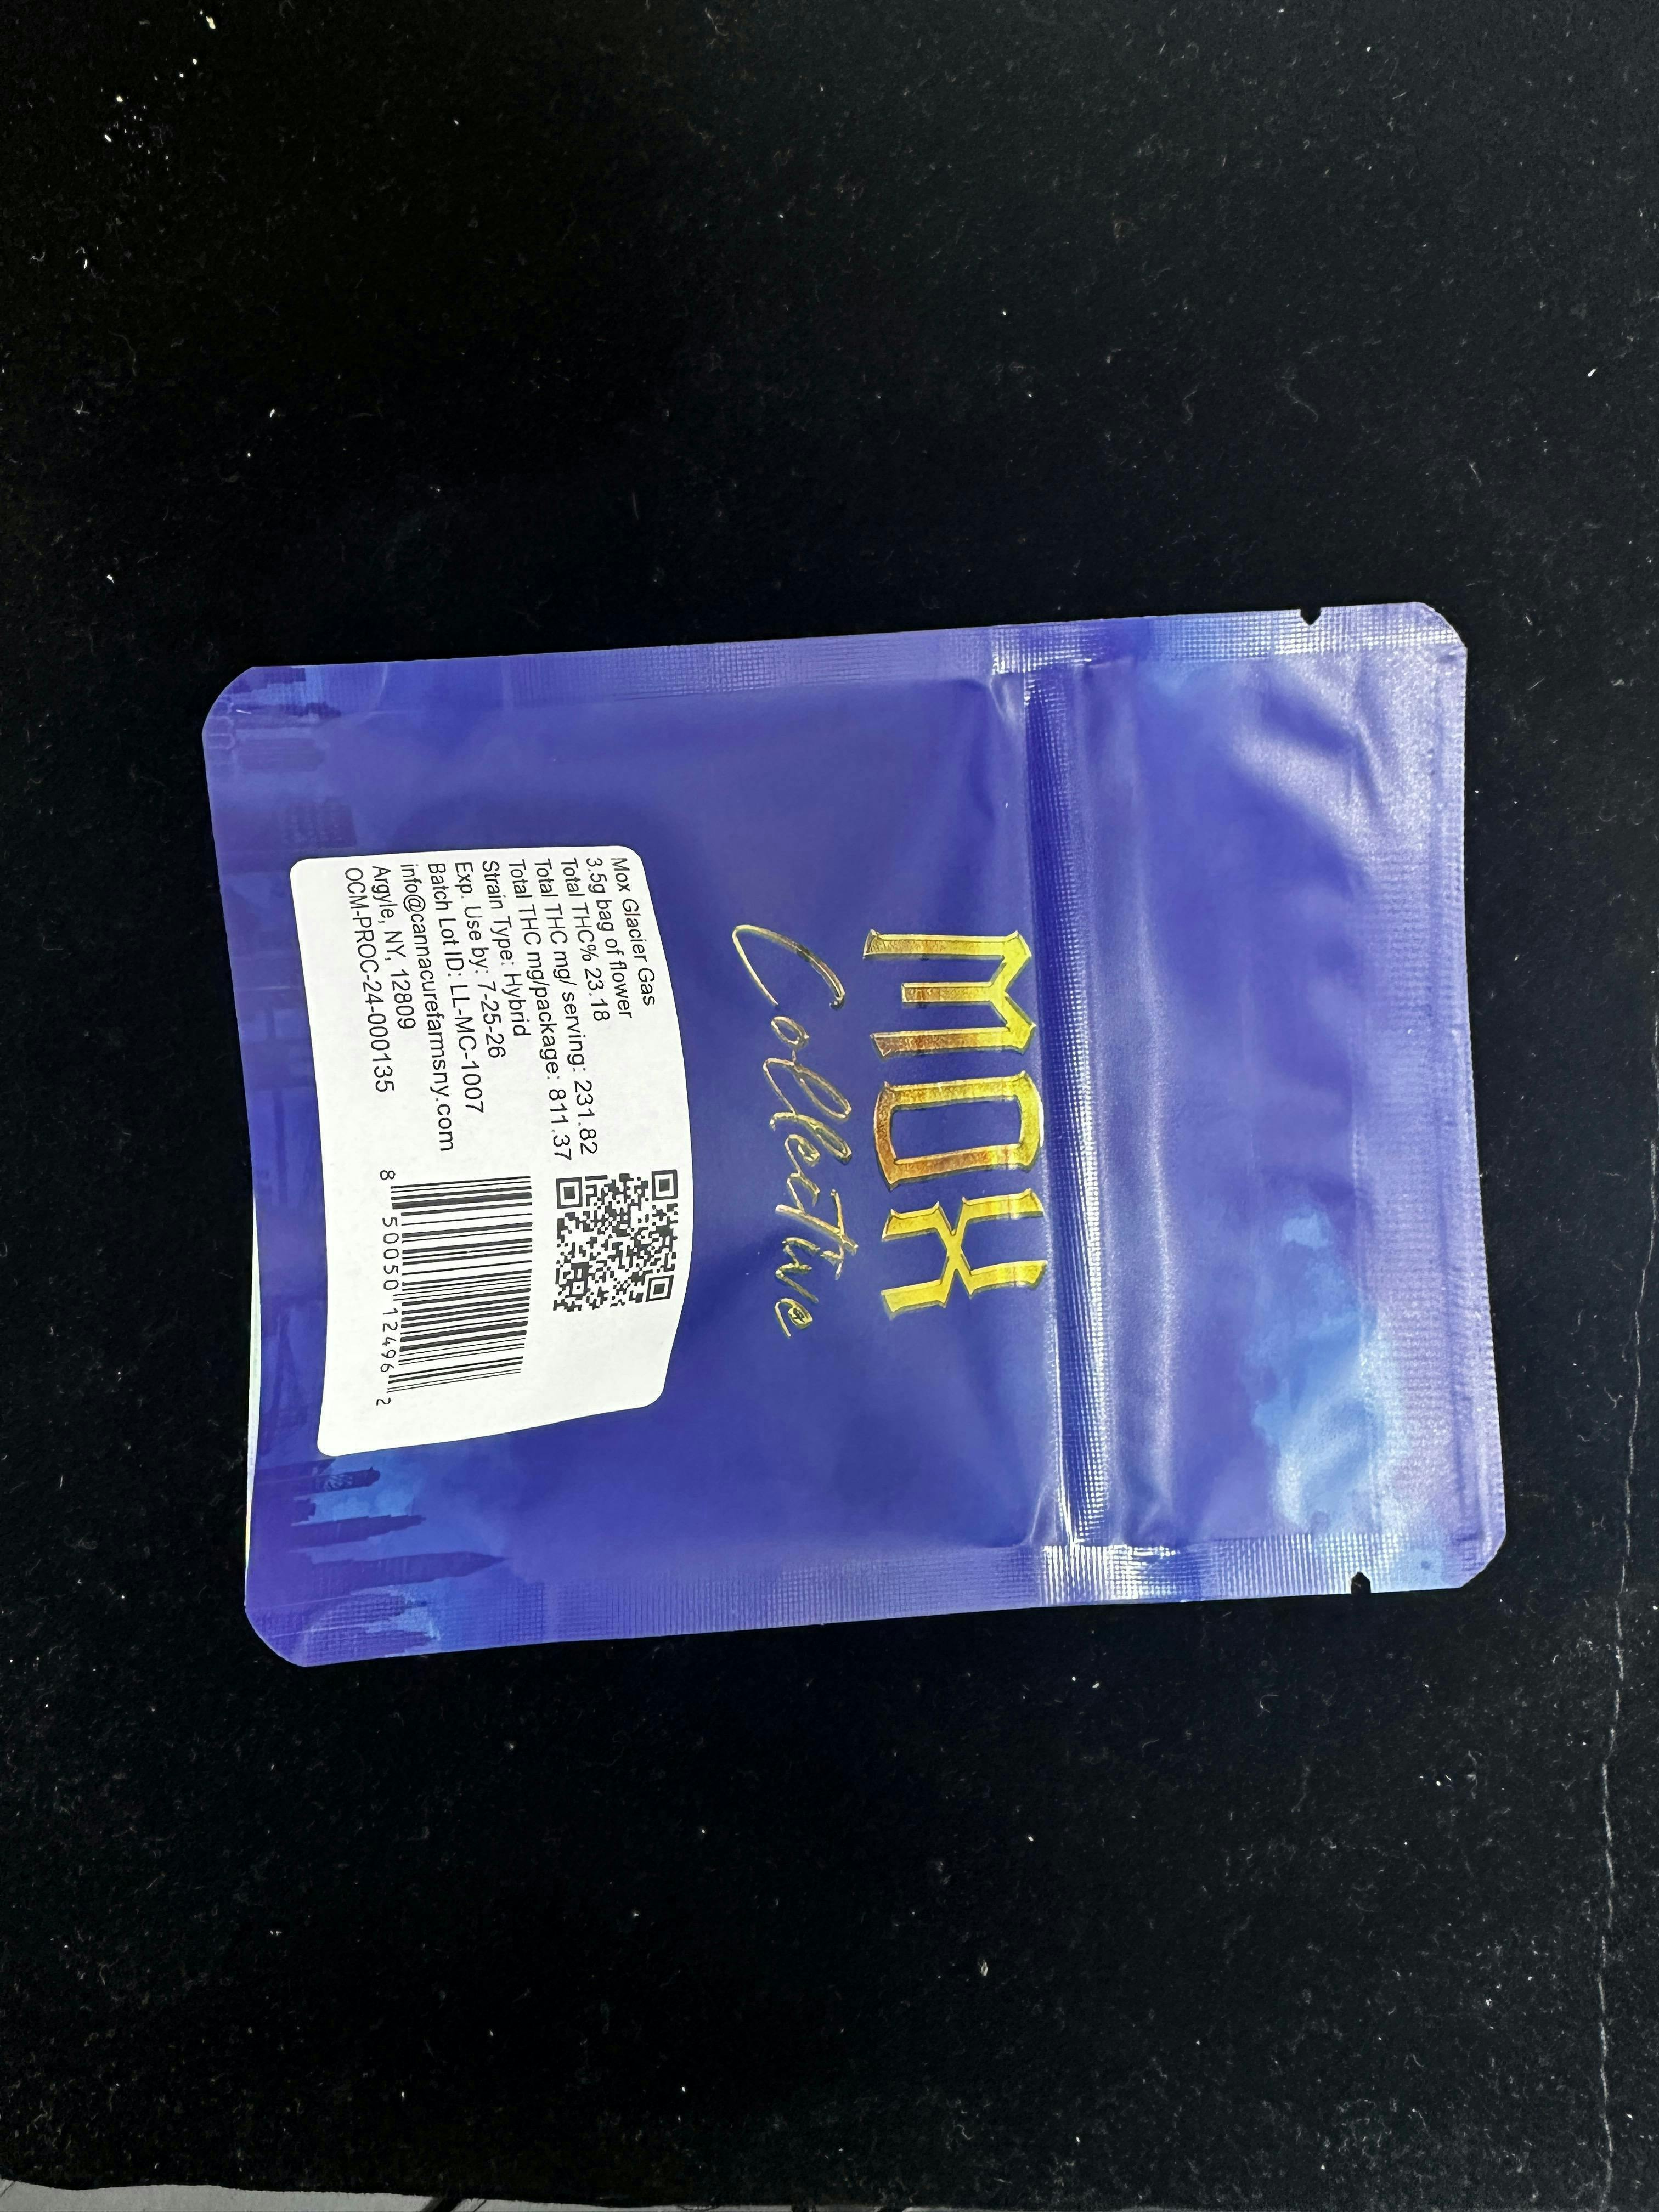 MOX
Collective
Mox Glacier Gas
3.5g bag of flower
Total THC% 23.18
Total THC mg/ serving: 231.82
Total THC mg/package: 811.37
Strain Type: Hybrid
Exp. Use by: 7-25-26
Batch Lot ID: LL-MC-1007
info@cannacurefarmsny.com
Argyle, NY, 12809
OCM-PROC-24-000135
8 50050 12496 2